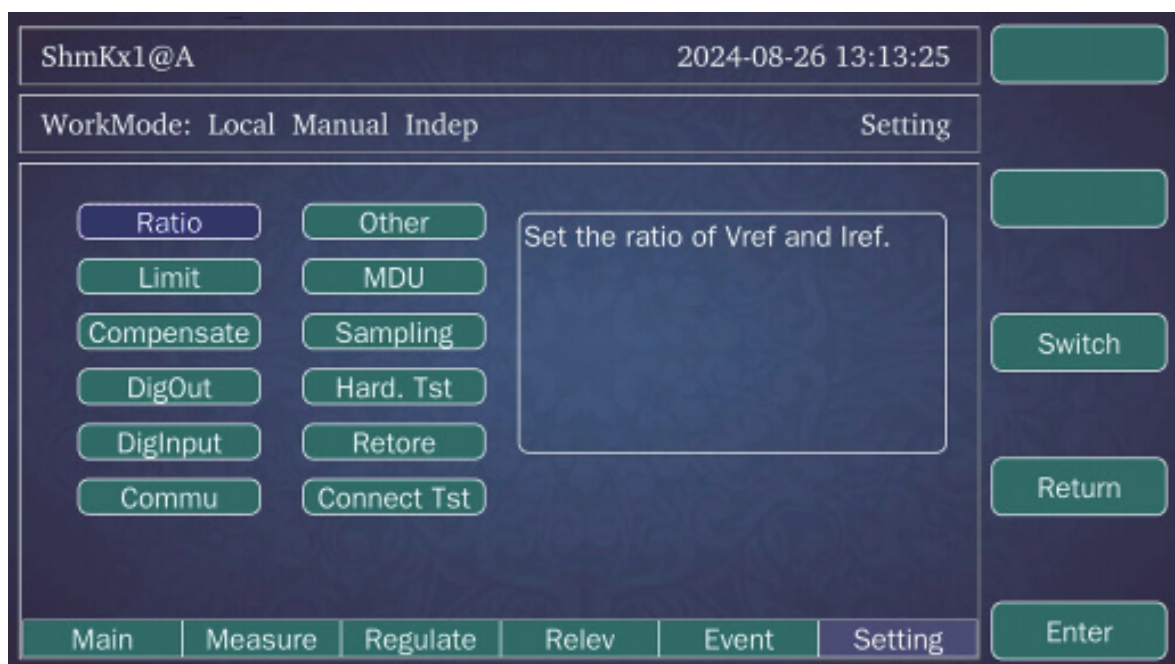 ShmKx1@A 2024-08-26 13:13:25
WorkMode: Local Manual Indep Setting
Ratio Other Set the ratio of Vref and Iref.
Limit MDU
Compensate Sampling Switch
DigOut Hard. Tst
DigInput Retore
Commu Connect Tst Return
Main Measure Regulate Relev Event Setting Enter